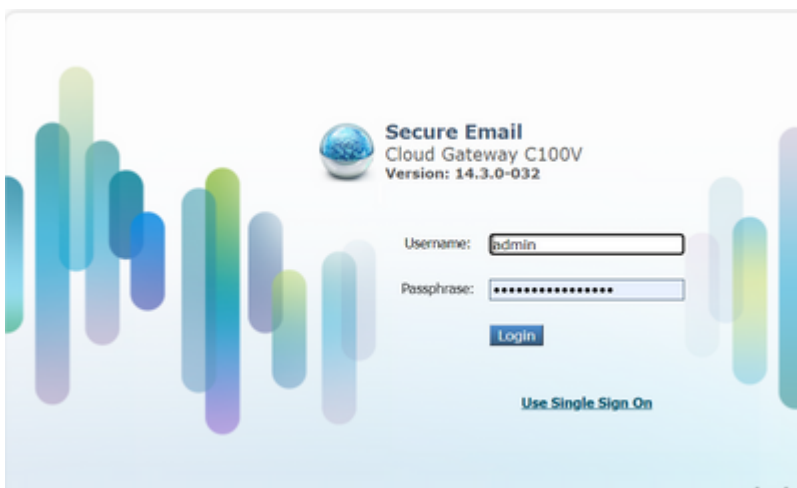 Secure Email
Cloud Gateway C100V
Version: 14.3.0-032
Username: admin
Passphrase: ••••••••••••••••
Login
Use Single Sign On